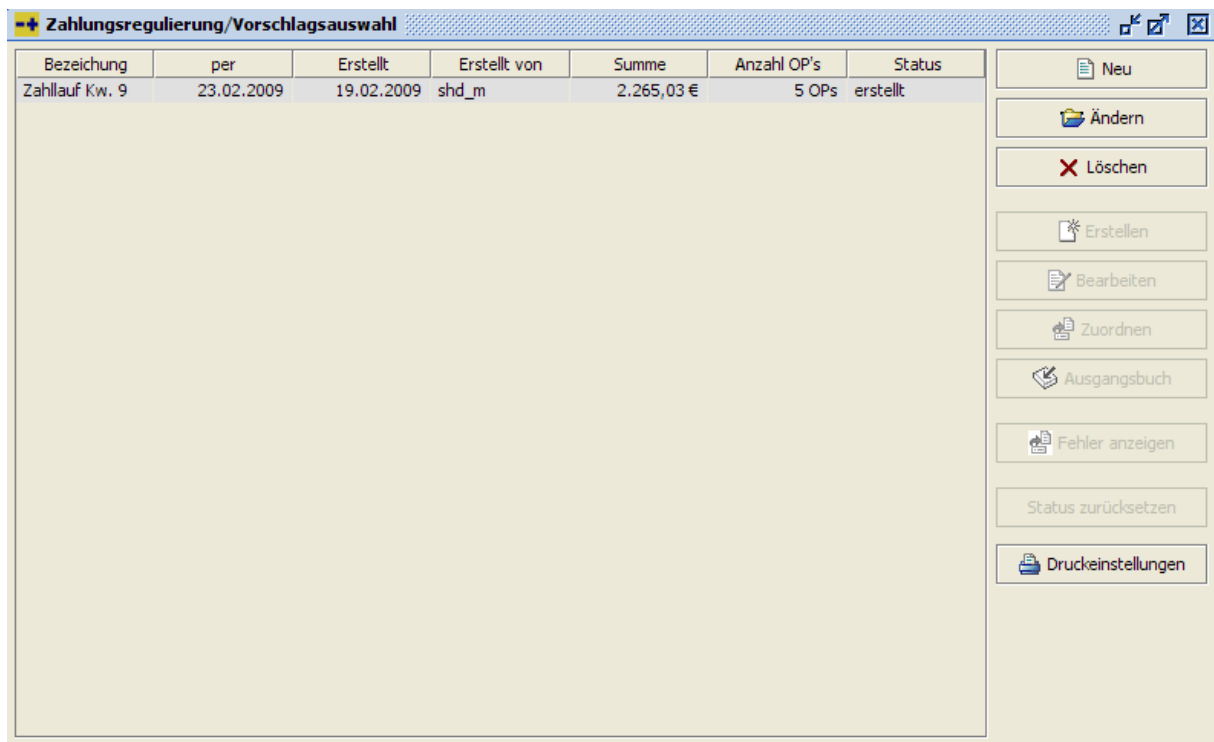 Zahlungsregulierung/Vorschlagsauswahl
Bezeichung per Erstellt Erstellt von Summe Anzahl OP's Status
Zahllauf Kw. 9 23.02.2009 19.02.2009 shd_m 2.265,03 € 5 OPs erstellt
Neu
Ändern
Löschen
Erstellen
Bearbeiten
Zuordnen
Ausgangsbuch
Fehler anzeigen
Status zurücksetzen
Druckeinstellungen